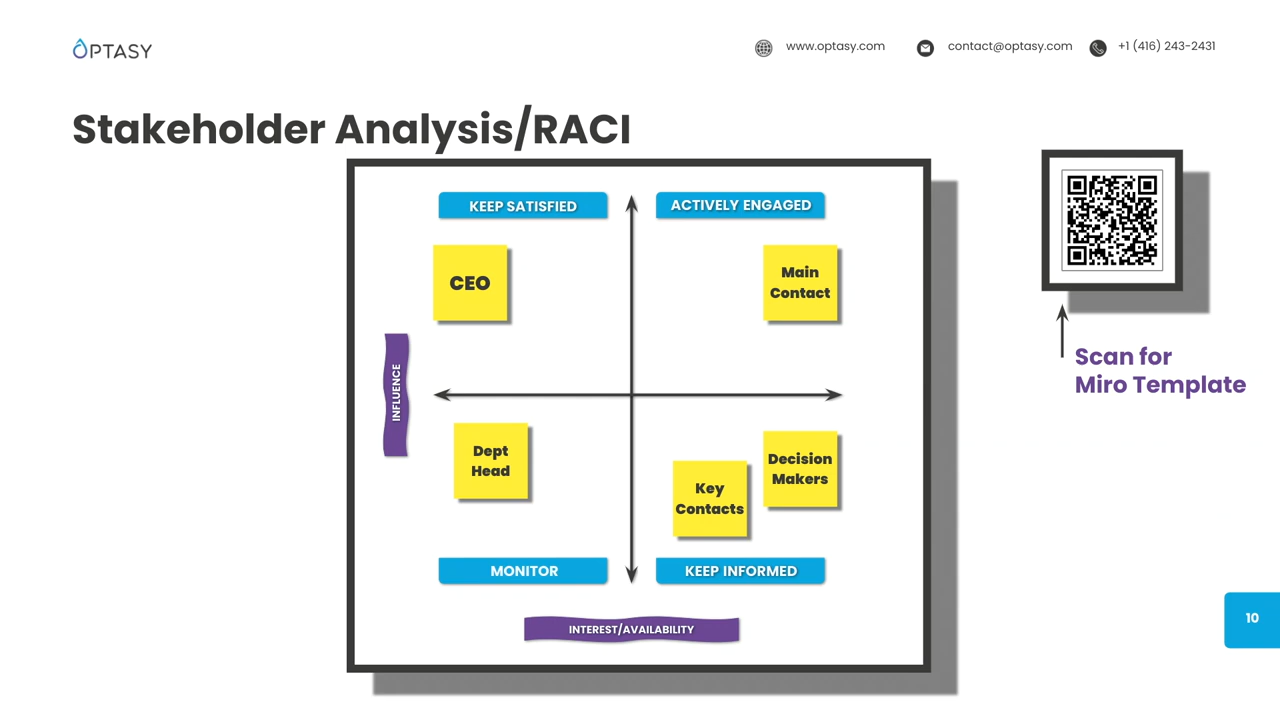 OPTASY
www.optasy.com
contact@optasy.com
+1 (416) 243-2431
Stakeholder Analysis/RACI
KEEP SATISFIED
ACTIVELY ENGAGED
CEO
Main
Contact
INFLUENCE
Dept
Head
Decision
Makers
Key
Contacts
MONITOR
KEEP INFORMED
INTEREST/AVAILABILITY
Scan for
Miro Template
10